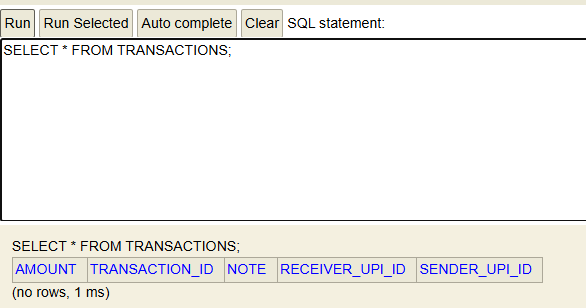 Run Run Selected Auto complete Clear SQL statement:
SELECT * FROM TRANSACTIONS;
SELECT * FROM TRANSACTIONS;
AMOUNT TRANSACTION_ID NOTE RECEIVER_UPI_ID SENDER_UPI_ID
(no rows, 1 ms)